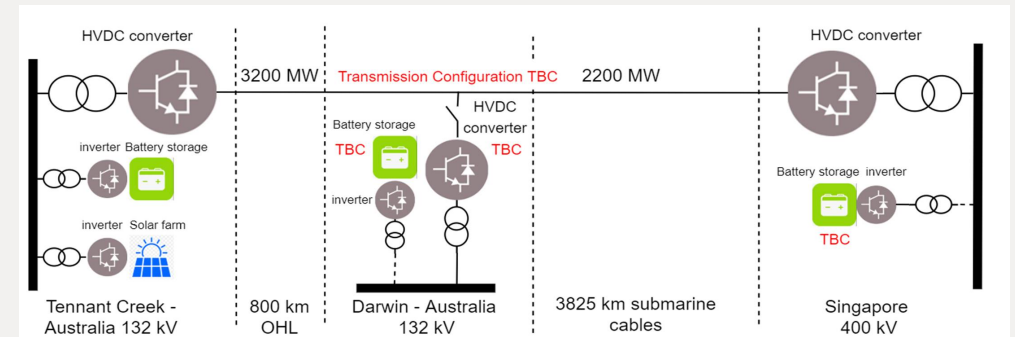 HVDC converter
HVDC converter
3200 MW
Transmission Configuration TBC
2200 MW
HVDC
converter
TBC
Battery storage
TBC
inverter
inverter Battery storage
Battery storage inverter
TBC
inverter Solar farm
Tennant Creek -
Australia 132 kV
800 km
OHL
Darwin - Australia
132 kV
3825 km submarine
cables
Singapore
400 kV